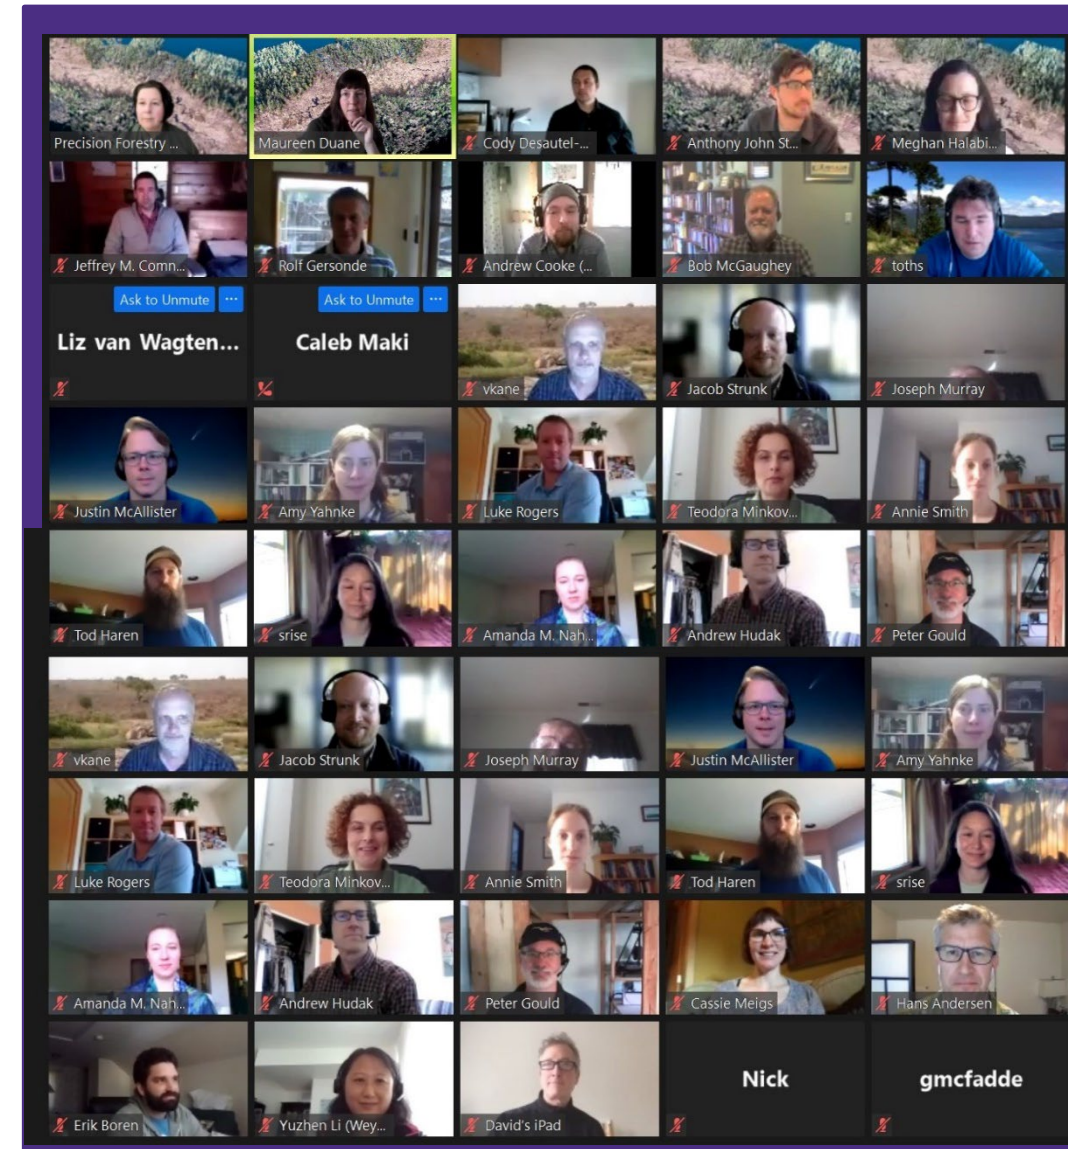 Precision Forestry ...
Maureen Duane
Cody Desautel-...
Anthony John St...
Meghan Halabi...
Jeffrey M. Comn...
Rolf Gersonde
Andrew Cooke (...
Bob McGaughey
toths
Ask to Unmute ...
Liz van Wagten...
Ask to Unmute ...
Caleb Maki
vkane
Jacob Strunk
Joseph Murray
Justin McAllister
Amy Yahnke
Luke Rogers
Teodora Minkov...
Annie Smith
Tod Haren
srise
Amanda M. Nah...
Andrew Hudak
Peter Gould
vkane
Jacob Strunk
Joseph Murray
Justin McAllister
Amy Yahnke
Luke Rogers
Teodora Minkov...
Annie Smith
Tod Haren
srise
Amanda M. Nah...
Andrew Hudak
Peter Gould
Cassie Meigs
Hans Andersen
Erik Boren
Yuzhen Li (Wey...
David's iPad
Nick
gmcfadde